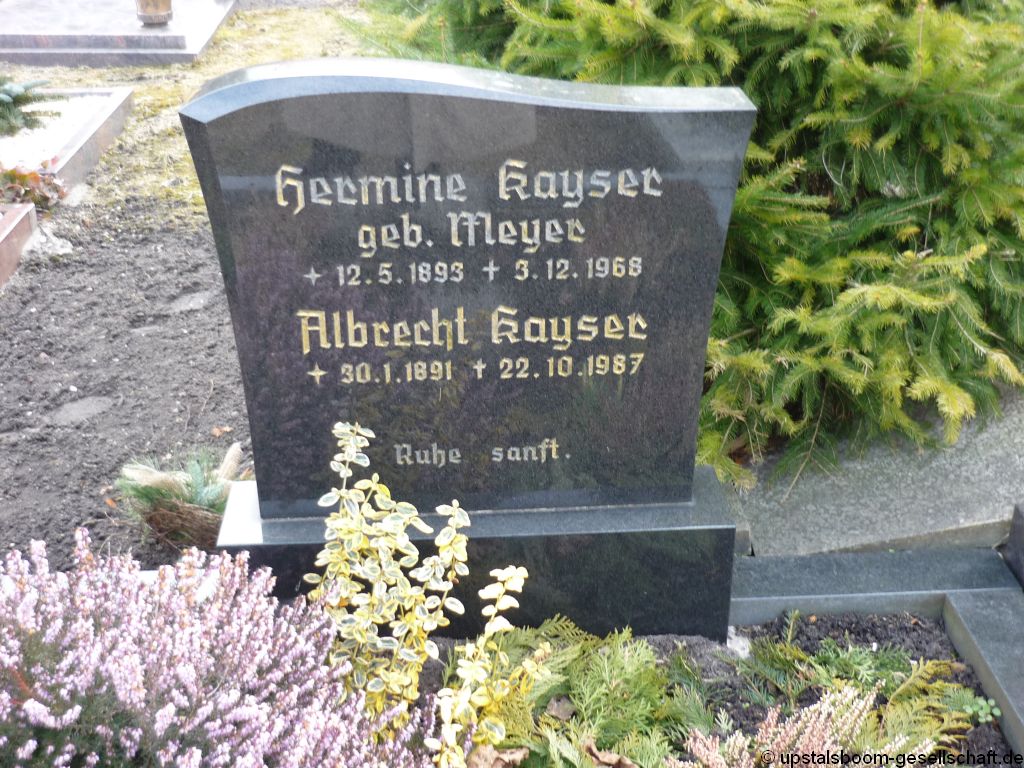 Hermine Kayser
geb. Meyer
+ 12.5.1893 + 3.12.1968
Albrecht Kayser
+ 30.1.1891 + 22.10.1987
Ruhe sanft.
© upstalsboom-gesellschaft.de